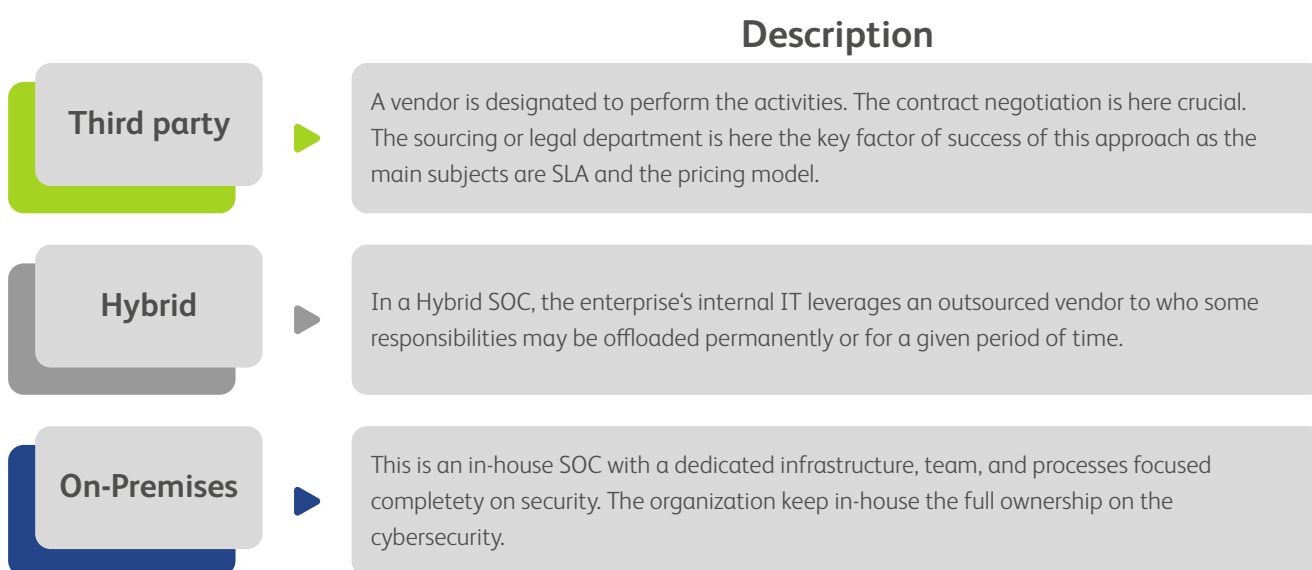 Description
Third party
A vendor is designated to perform the activities. The contract negotiation is here crucial.
The sourcing or legal department is here the key factor of success of this approach as the
main subjects are SLA and the pricing model.
Hybrid
In a Hybrid SOC, the enterprise‘s internal IT leverages an outsourced vendor to who some
responsibilities may be offloaded permanently or for a given period of time.
On-Premises
This is an in-house SOC with a dedicated infrastructure, team, and processes focused
completety on security. The organization keep in-house the full ownership on the
cybersecurity.